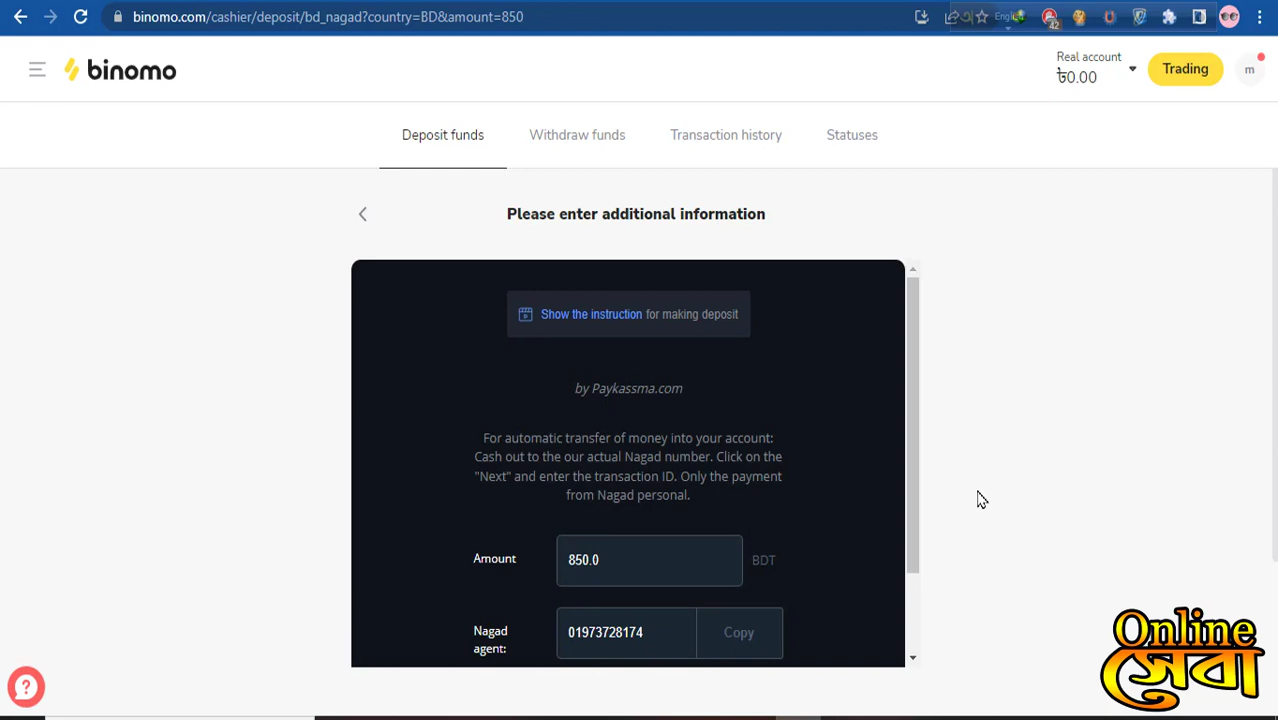 binomo.com/cashier/deposit/bd_nagad?country=BD&amount=850
English
42
binomo
Real account
৳0.00
Trading
m
Deposit funds
Withdraw funds
Transaction history
Statuses
Please enter additional information
Show the instruction for making deposit
by Paykassma.com
For automatic transfer of money into your account:
Cash out to the our actual Nagad number. Click on the
"Next" and enter the transaction ID. Only the payment
from Nagad personal.
Amount
850.0
BDT
Nagad
agent:
01973728174
Copy
Online
সেবা